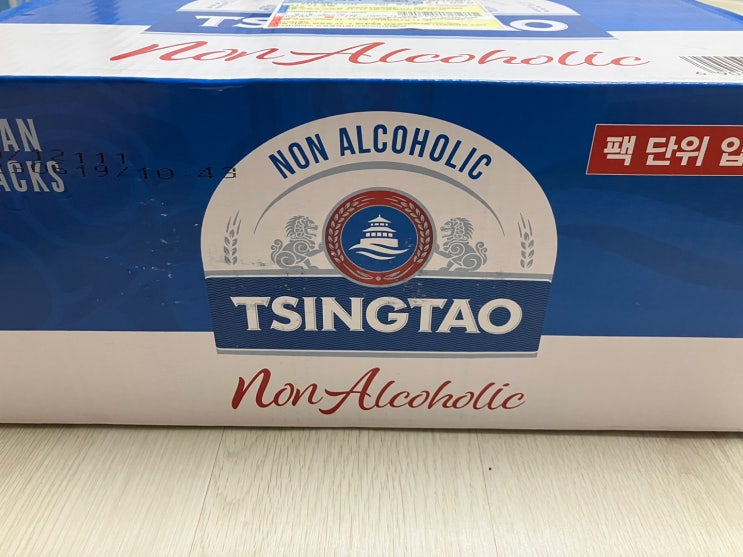 TSINGTAO
Non Alcoholic
AN
ACKS
NON ALCOHOLIC
팩 단위 입
TSINGTAO
Non Alcoholic